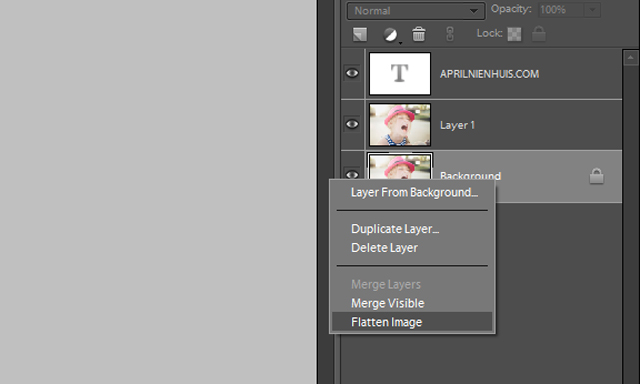 Normal
Opacity: 100%
Lock:
T
APRILNIENHUIS.COM
Layer 1
Background
Layer From Background...
Duplicate Layer...
Delete Layer
Merge Layers
Merge Visible
Flatten Image